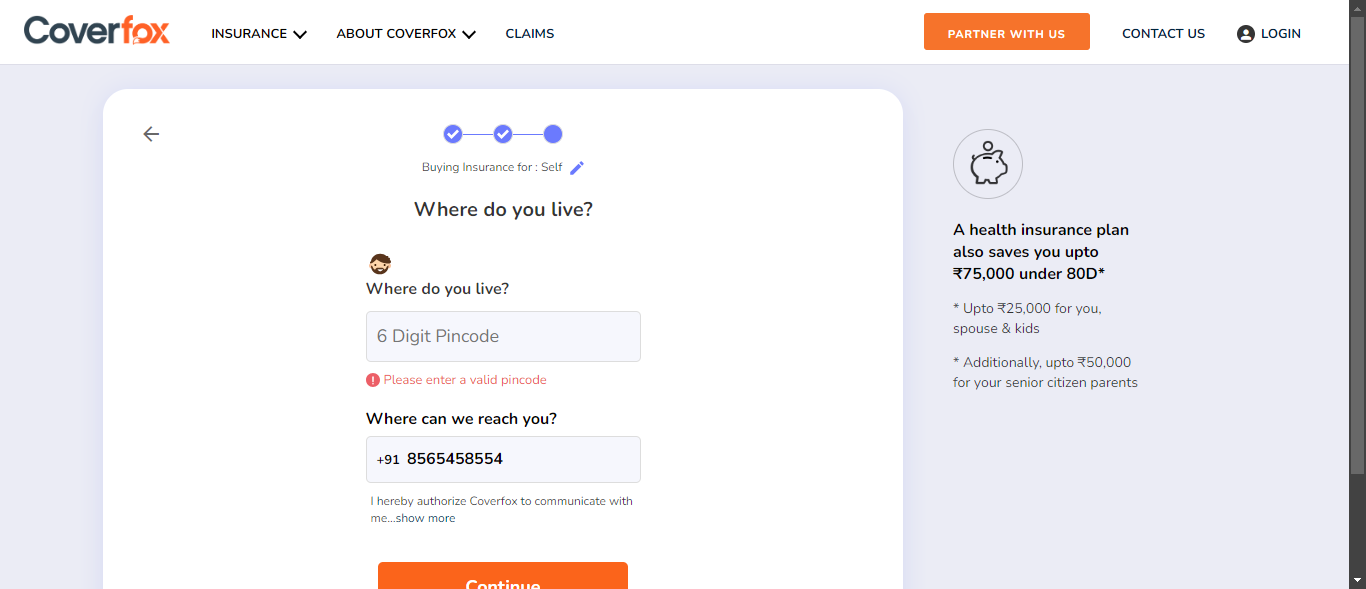 Coverfox
INSURANCE
ABOUT COVERFOX
CLAIMS
PARTNER WITH US
CONTACT US
LOGIN
Buying Insurance for : Self
Where do you live?
Where do you live?
6 Digit Pincode
Please enter a valid pincode
Where can we reach you?
+91 8565458554
I hereby authorize Coverfox to communicate with
me...show more
Continue
A health insurance plan
also saves you upto
₹75,000 under 80D*
* Upto ₹25,000 for you,
spouse & kids
* Additionally, upto ₹50,000
for your senior citizen parents